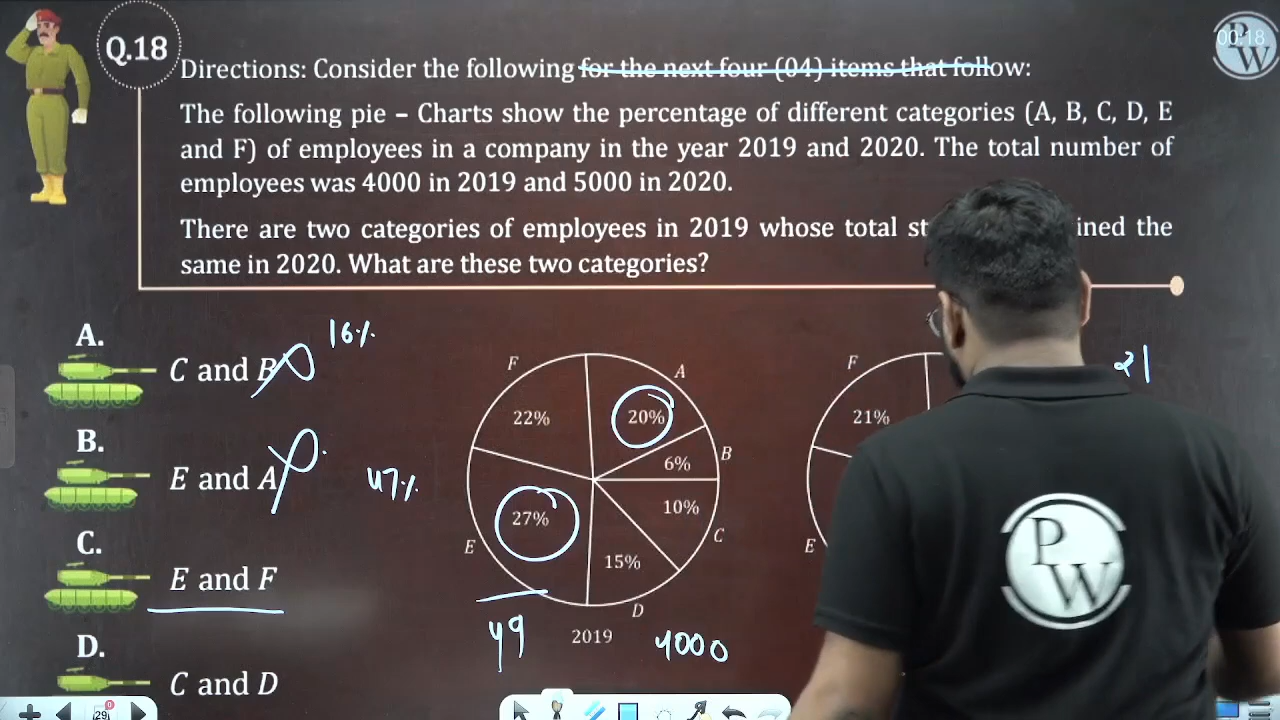 Q.18
Directions: Consider the following for the next four (04) items that follow:
The following pie – Charts show the percentage of different categories (A, B, C, D, E
and F) of employees in a company in the year 2019 and 2020. The total number of
employees was 4000 in 2019 and 5000 in 2020.
There are two categories of employees in 2019 whose total st ined the
same in 2020. What are these two categories?
A.
C and B
16%
B.
E and A
47%
C.
E and F
D.
C and D
F
22%
A
20%
B
6%
10%
C
15%
D
27%
E
49
2019
4000
F
21%
E
21
P
W
PW
00:18
29